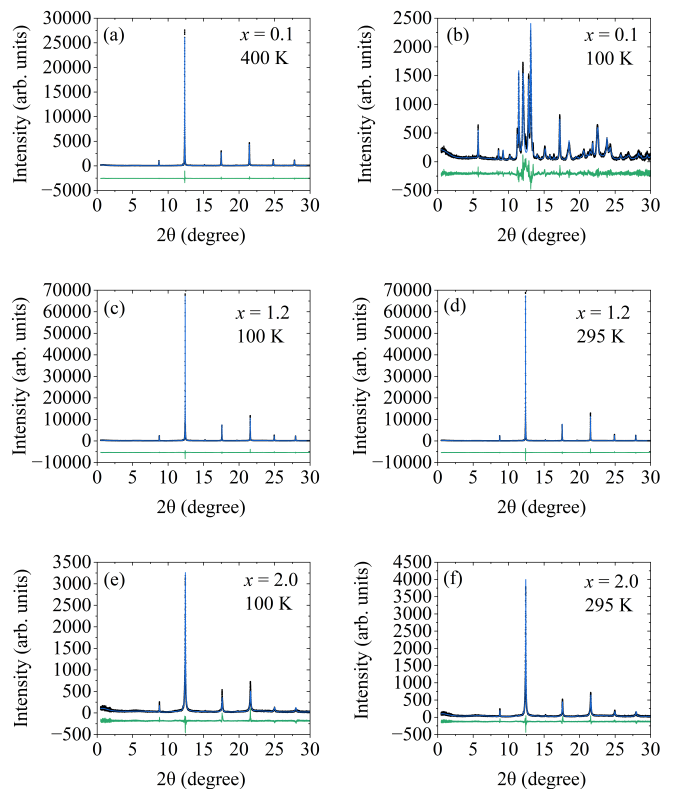 30000
25000
20000
15000
10000
5000
0
−5000
0 5 10 15 20 25 30
Intensity (arb. units)
2θ (degree)
(a)
x = 0.1
400 K
2500
2000
1500
1000
500
0
−500
0 5 10 15 20 25 30
Intensity (arb. units)
2θ (degree)
(b)
x = 0.1
100 K
70000
60000
50000
40000
30000
20000
10000
0
−10000
0 5 10 15 20 25 30
Intensity (arb. units)
2θ (degree)
(c)
x = 1.2
100 K
70000
60000
50000
40000
30000
20000
10000
0
−10000
0 5 10 15 20 25 30
Intensity (arb. units)
2θ (degree)
(d)
x = 1.2
295 K
3500
3000
2500
2000
1500
1000
500
0
−500
0 5 10 15 20 25 30
Intensity (arb. units)
2θ (degree)
(e)
x = 2.0
100 K
4500
4000
3500
3000
2500
2000
1500
1000
500
0
−500
0 5 10 15 20 25 30
Intensity (arb. units)
2θ (degree)
(f)
x = 2.0
295 K